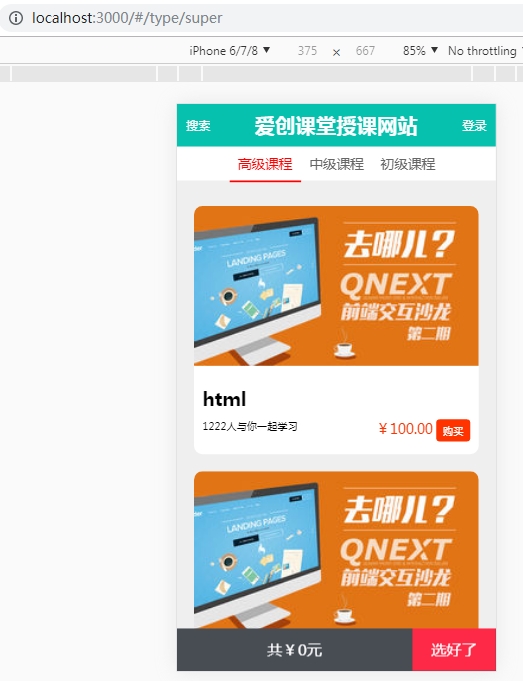 localhost:3000/#/type/super
iPhone 6/7/8 ▼ 375 × 667 85% ▼ No throttling
搜索 爱创课堂授课网站 登录
高级课程 中级课程 初级课程
LANDING PAGES
去哪儿?
QNEXT
前端交互沙龙
第二期
html
1222人与你一起学习 ￥100.00 购买
LANDING PAGES
去哪儿?
QNEXT
前端交互沙龙
第二期
共￥0元 选好了